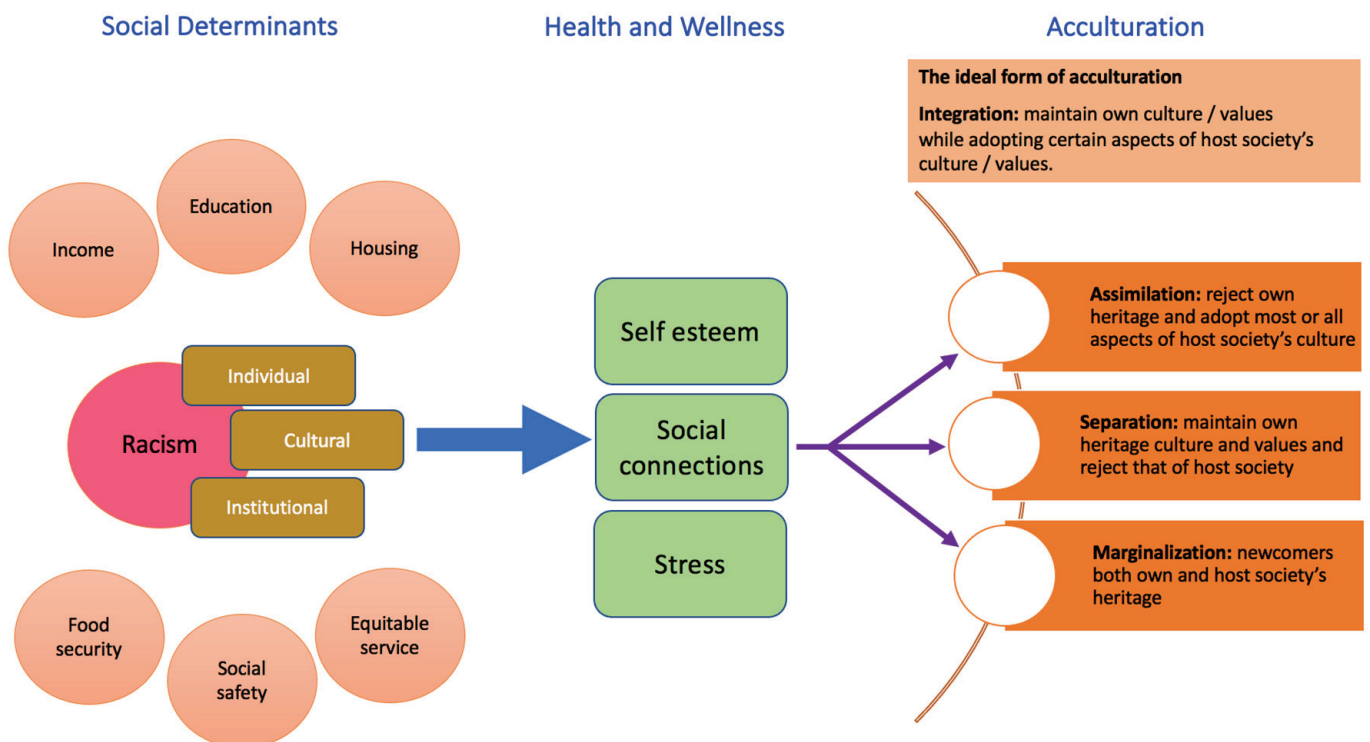 Social Determinants
Health and Wellness
Acculturation
Income
Education
Housing
Racism
Individual
Cultural
Institutional
Food
security
Social
safety
Equitable
service
Self esteem
Social
connections
Stress
The ideal form of acculturation
Integration: maintain own culture / values
while adopting certain aspects of host society's
culture / values.
Assimilation: reject own
heritage and adopt most or all
aspects of host society's culture
Separation: maintain own
heritage culture and values and
reject that of host society
Marginalization: newcomers
both own and host society's
heritage